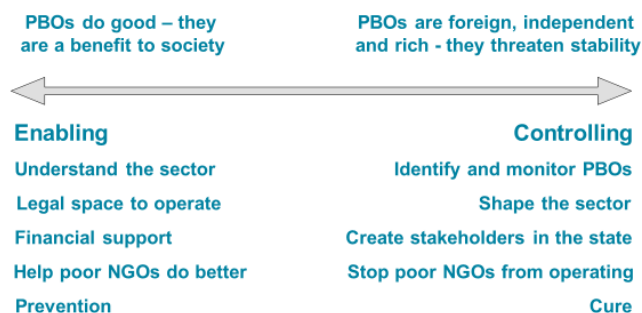 PBOs do good – they
are a benefit to society
PBOs are foreign, independent
and rich - they threaten stability
Enabling
Controlling
Understand the sector
Identify and monitor PBOs
Legal space to operate
Shape the sector
Financial support
Create stakeholders in the state
Help poor NGOs do better
Stop poor NGOs from operating
Prevention
Cure